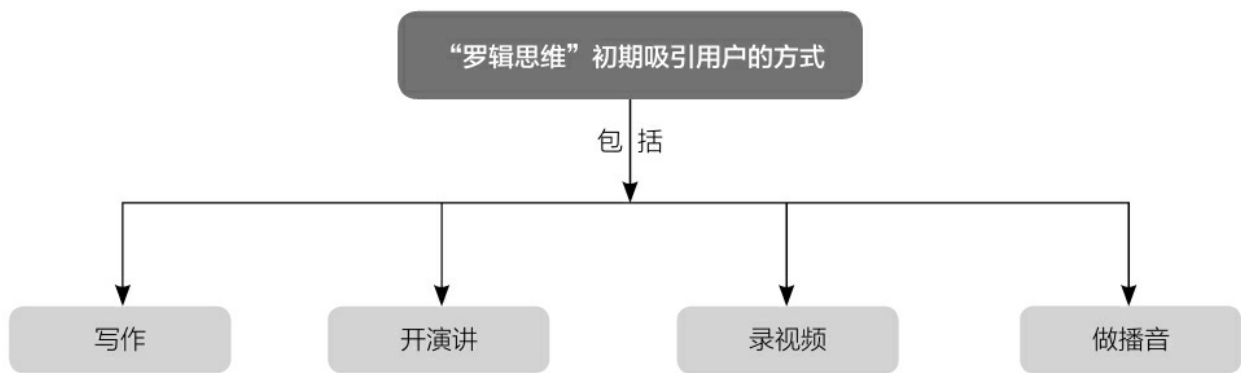 “罗辑思维”初期吸引用户的方式
包括
写作
开演讲
录视频
做播音